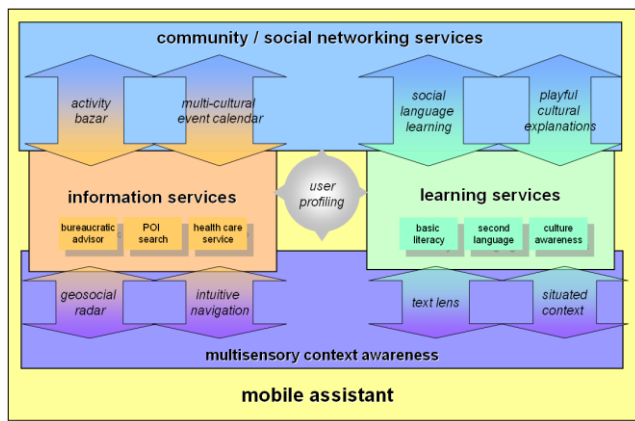 community / social networking services
activity
bazar
multi-cultural
event calendar
social
language
learning
playful
cultural
explanations
information services
user
profiling
learning services
bureaucratic
advisor
POI
search
health care
service
basic
literacy
second
language
culture
awareness
geosocial
radar
intuitive
navigation
text lens
situated
context
multisensory context awareness
mobile assistant